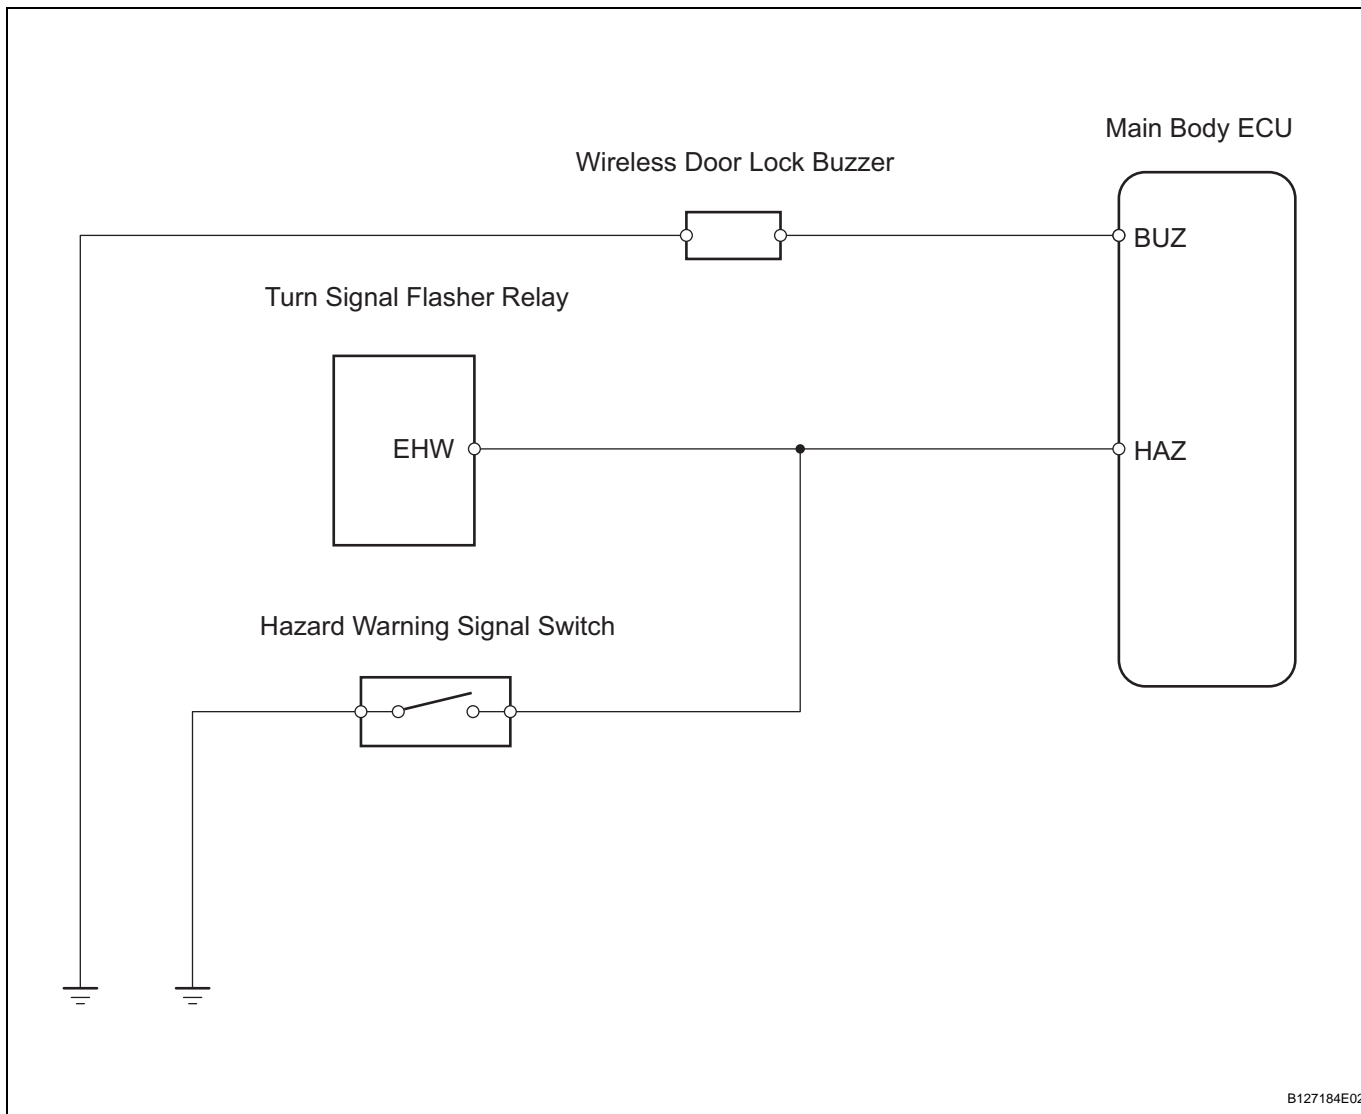 Main Body ECU
Wireless Door Lock Buzzer
BUZ
Turn Signal Flasher Relay
EHW
HAZ
Hazard Warning Signal Switch
B127184E02